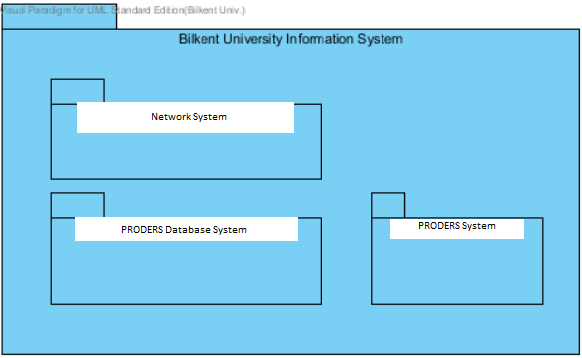 Visual Paradigm for UML Standard Edition(Bilkent Univ.)
Bilkent University Information System
Network System
PRODERS Database System
PRODERS System